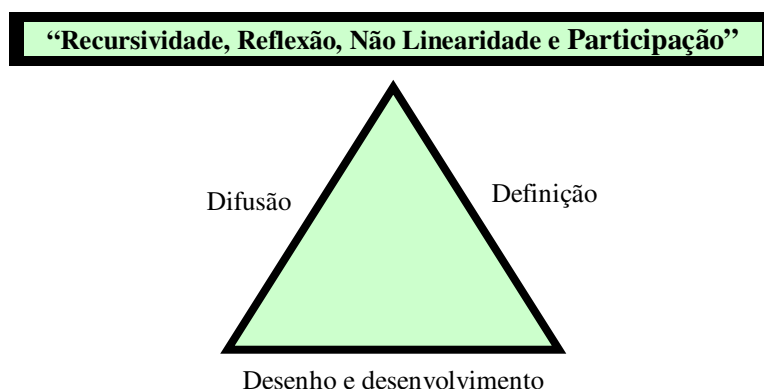 “Recursividade, Reflexão, Não Linearidade e Participação”
Difusão
Definição
Desenho e desenvolvimento